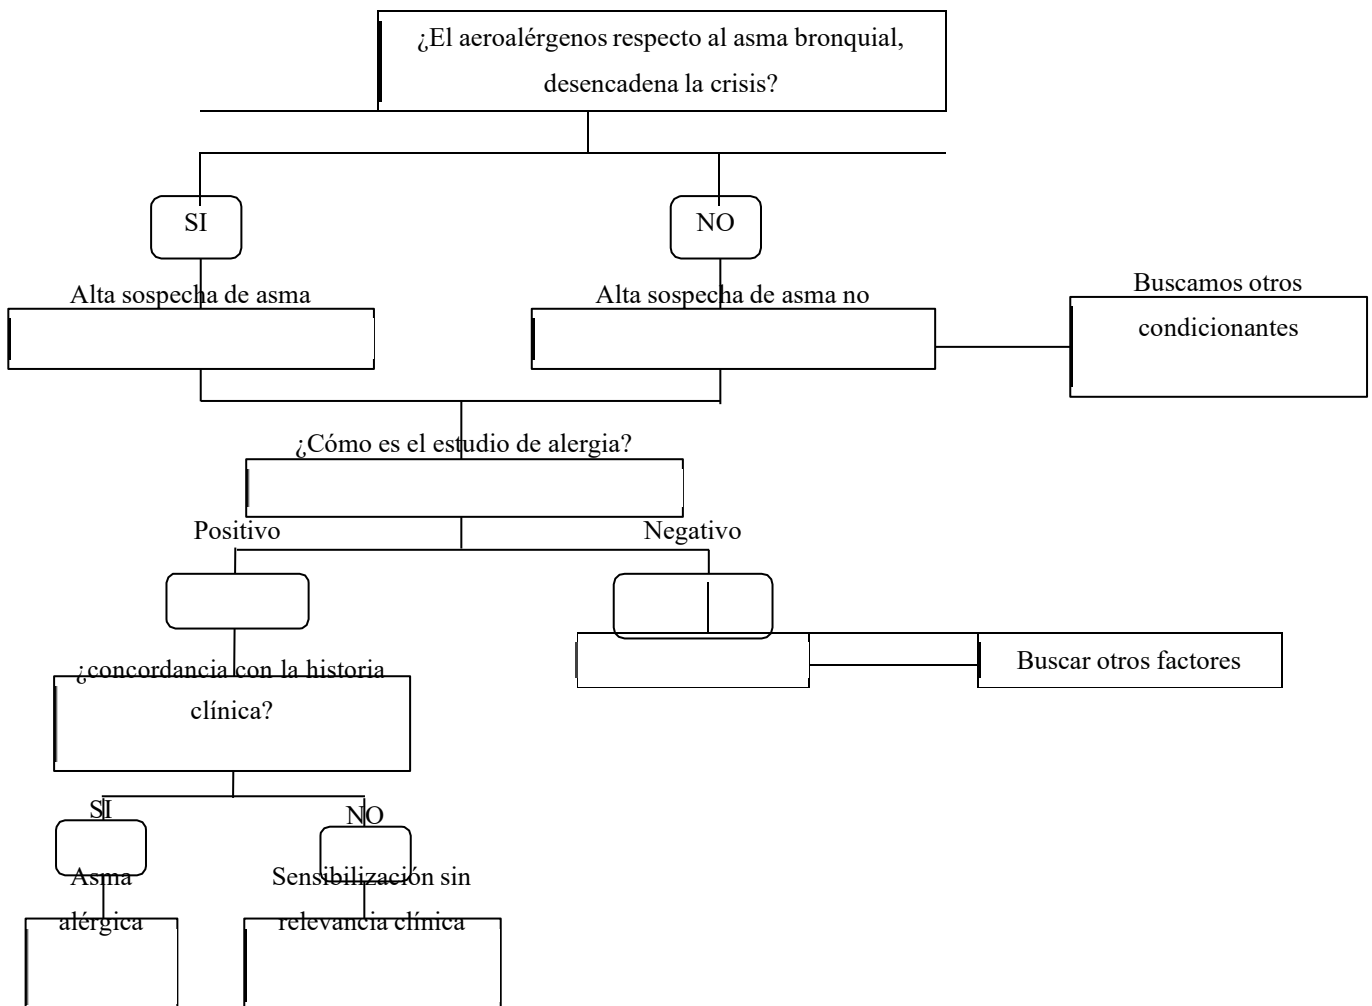 ¿El aeroalérgenos respecto al asma bronquial,
desencadena la crisis?
SI
NO
Alta sospecha de asma
Alta sospecha de asma no
Buscamos otros
condicionantes
¿Cómo es el estudio de alergia?
Positivo
Negativo
¿concordancia con la historia
clínica?
Buscar otros factores
SI
NO
Asma
alérgica
Sensibilización sin
relevancia clínica